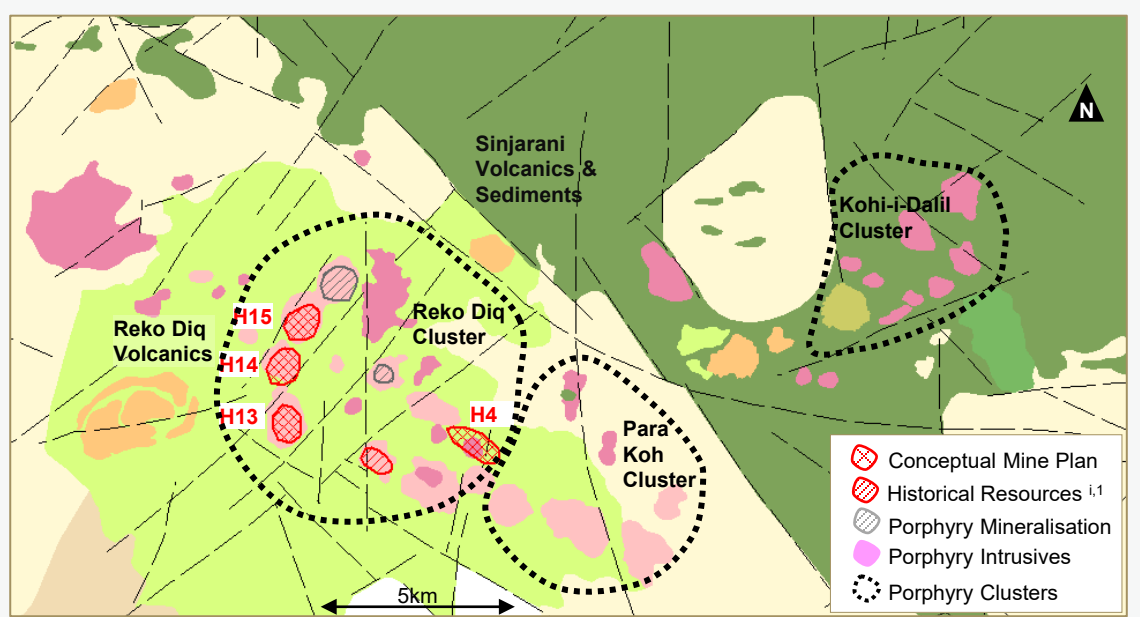 Sinjarani
Volcanics &
Sediments
N
Kohi-i-Dalil
Cluster
H15
Reko Diq
Cluster
Reko Diq
Volcanics
H14
H13
H4
Para
Koh
Cluster
Conceptual Mine Plan
Historical Resources i,1
Porphyry Mineralisation
Porphyry Intrusives
Porphyry Clusters
5km